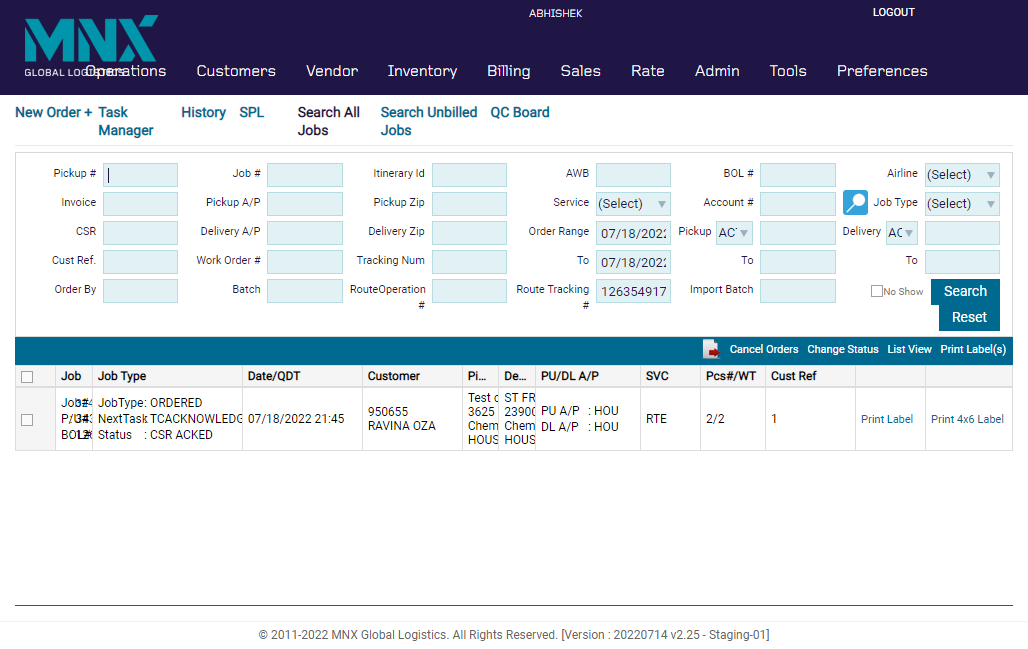 ABHISHEK
LOGOUT
MNX
GLOBAL LOGISTICS
Operations Customers Vendor Inventory Billing Sales Rate Admin Tools Preferences
New Order + Task Manager History SPL Search All Jobs Search Unbilled Jobs QC Board
Pickup # Job # Itinerary Id AWB BOL # Airline (Select)
Invoice Pickup A/P Pickup Zip Service (Select) Account # Job Type (Select)
CSR Delivery A/P Delivery Zip Order Range 07/18/2022 Pickup Delivery
Cust Ref. Work Order # Tracking Num To 07/18/2022 To To
Order By Batch RouteOperation # Route Tracking # 126354917 Import Batch No Show Search
Reset
Cancel Orders Change Status List View Print Label(s)
Job Job Type Date/QDT Customer Pi... De... PU/DL A/P SVC Pcs#/WT Cust Ref
Job# JobType : ORDERED Test ST FR
P/U# NextTask : TCACKNOWLEDG 07/18/2022 21:45 950655 3625 2390 PU A/P : HOU RTE 2/2 1 Print Label Print 4x6 Label
RAVINA OZA Chem Chem DL A/P : HOU
BOL# Status : CSR ACKED HOUS HOUS
© 2011-2022 MNX Global Logistics. All Rights Reserved. [Version : 20220714 v2.25 - Staging-01]